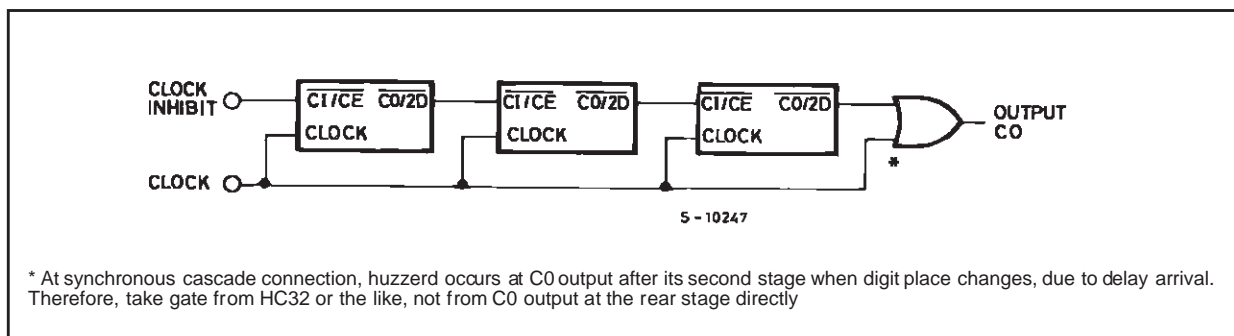 CLOCK
INHIBIT
CI/CE CO/2D
CLOCK
CI/CE CO/2D
CLOCK
CI/CE CO/2D
CLOCK
OUTPUT
CO
*
CLOCK
S-10247
* At synchronous cascade connection, huzzerd occurs at C0 output after its second stage when digit place changes, due to delay arrival.
Therefore, take gate from HC32 or the like, not from C0 output at the rear stage directly